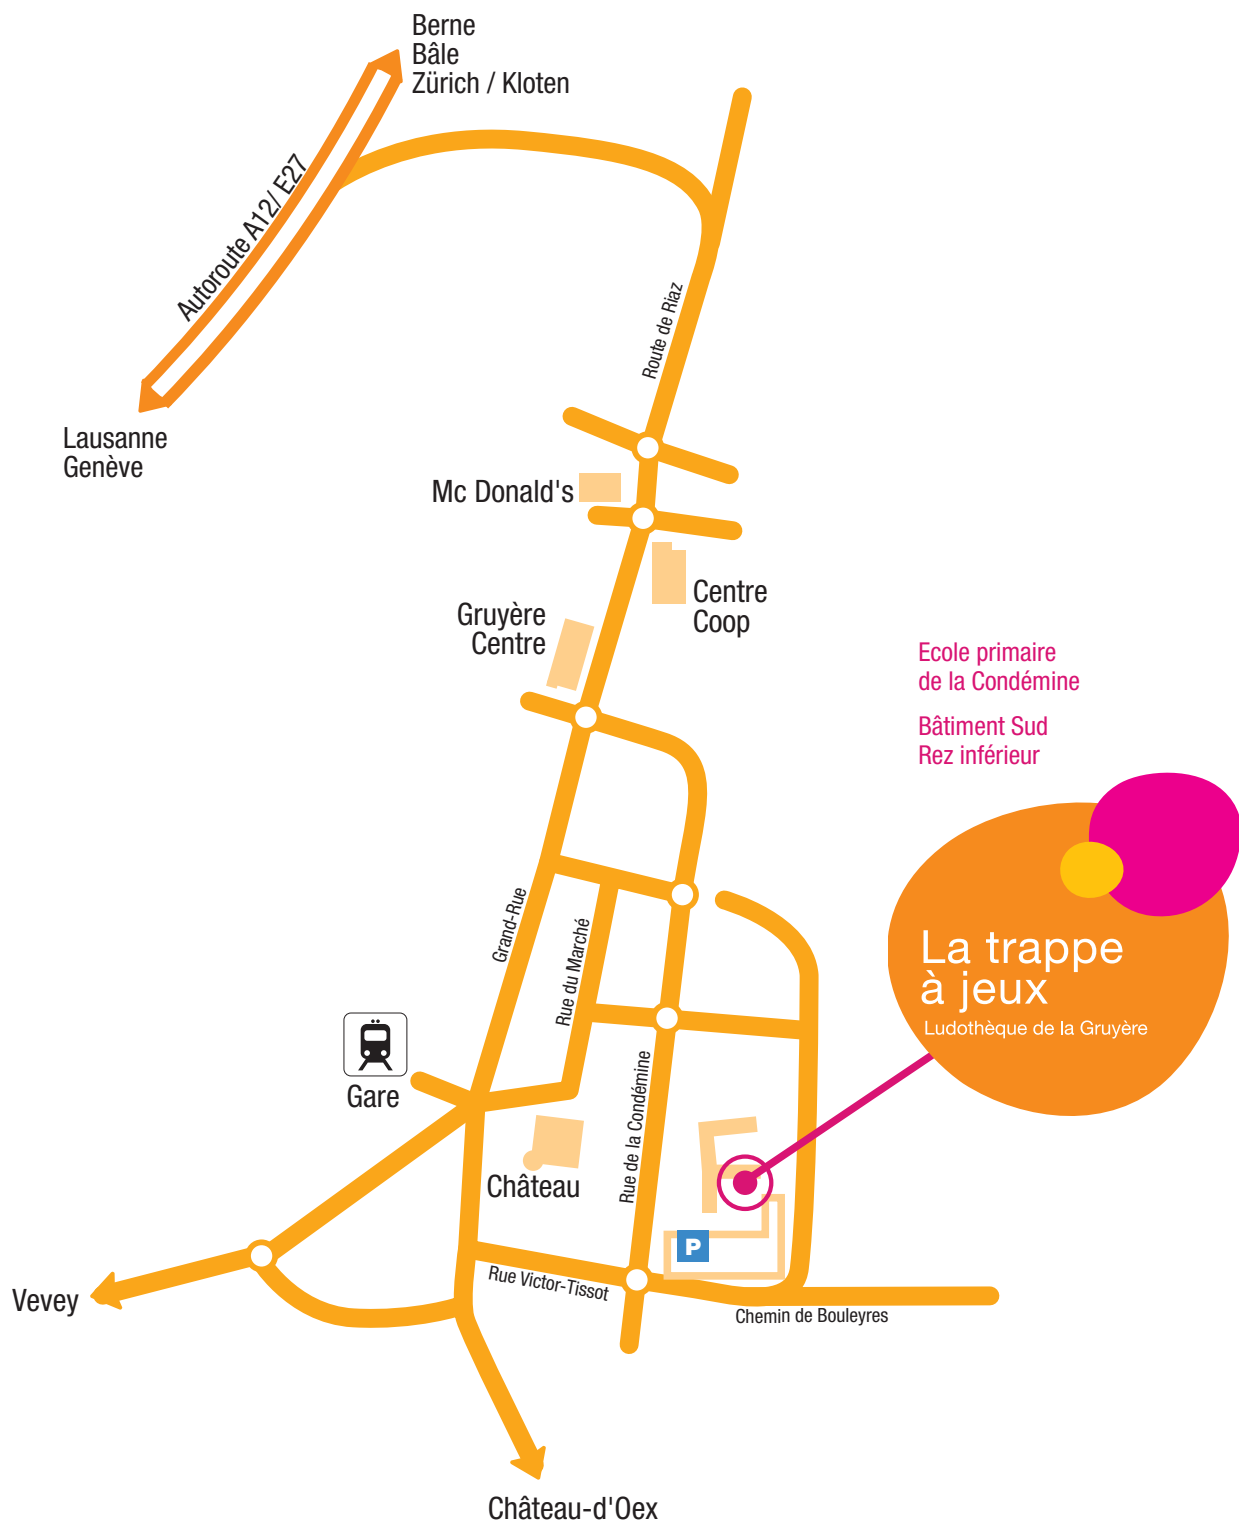 Berne
Bâle
Zürich / Kloten
Autoroute A12/ E27
Lausanne
Genève
Route de Riaz
Mc Donald's
Centre
Coop
Gruyère
Centre
Ecole primaire
de la Condémine
Bâtiment Sud
Rez inférieur
La trappe
à jeux
Ludothèque de la Gruyère
Grand-Rue
Rue du Marché
Gare
Rue de la Condémine
Château
P
Rue Victor-Tissot
Chemin de Bouleyres
Vevey
Château-d'Oex